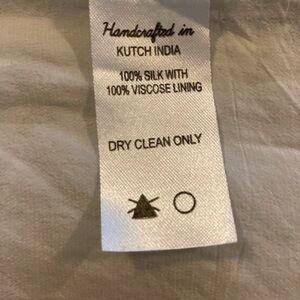 Handcrafted in
KUTCH INDIA
100% SILK WITH
100% VISCOSE LINING
DRY CLEAN ONLY